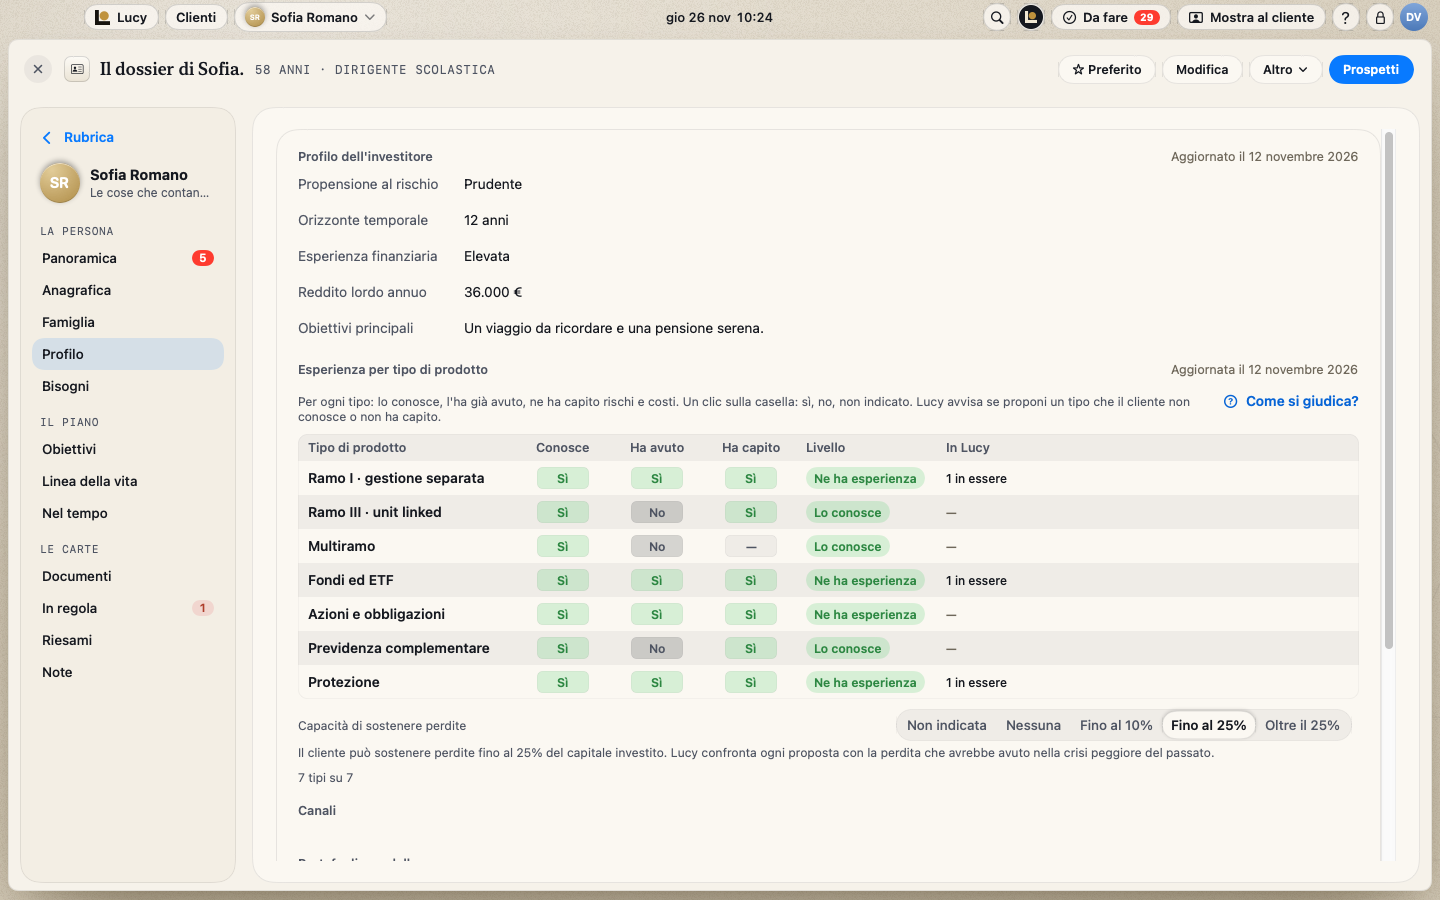 Lucy
Clienti
SR Sofia Romano
gio 26 nov 10:24
Da fare 29
Mostra al cliente
?
DV
Il dossier di Sofia. 58 ANNI · DIRIGENTE SCOLASTICA
Preferito
Modifica
Altro
Prospetti
Rubrica
SR
Sofia Romano
Le cose che contan...
LA PERSONA
Panoramica 5
Anagrafica
Famiglia
Profilo
Bisogni
IL PIANO
Obiettivi
Linea della vita
Nel tempo
LE CARTE
Documenti
In regola 1
Riesami
Note
Profilo dell'investitore Aggiornato il 12 novembre 2026
Propensione al rischio Prudente
Orizzonte temporale 12 anni
Esperienza finanziaria Elevata
Reddito lordo annuo 36.000 €
Obiettivi principali Un viaggio da ricordare e una pensione serena.
Esperienza per tipo di prodotto Aggiornata il 12 novembre 2026
Per ogni tipo: lo conosce, l'ha già avuto, ne ha capito rischi e costi. Un clic sulla casella: sì, no, non indicato. Lucy avvisa se proponi un tipo che il cliente non
conosce o non ha capito.
? Come si giudica?
Tipo di prodotto Conosce Ha avuto Ha capito Livello In Lucy
Ramo I · gestione separata Sì Sì Sì Ne ha esperienza 1 in essere
Ramo III · unit linked Sì No Sì Lo conosce —
Multiramo Sì No — Lo conosce —
Fondi ed ETF Sì Sì Sì Ne ha esperienza 1 in essere
Azioni e obbligazioni Sì Sì Sì Ne ha esperienza —
Previdenza complementare Sì No Sì Lo conosce —
Protezione Sì Sì Sì Ne ha esperienza 1 in essere
Capacità di sostenere perdite Non indicata Nessuna Fino al 10% Fino al 25% Oltre il 25%
Il cliente può sostenere perdite fino al 25% del capitale investito. Lucy confronta ogni proposta con la perdita che avrebbe avuto nella crisi peggiore del passato.
7 tipi su 7
Canali